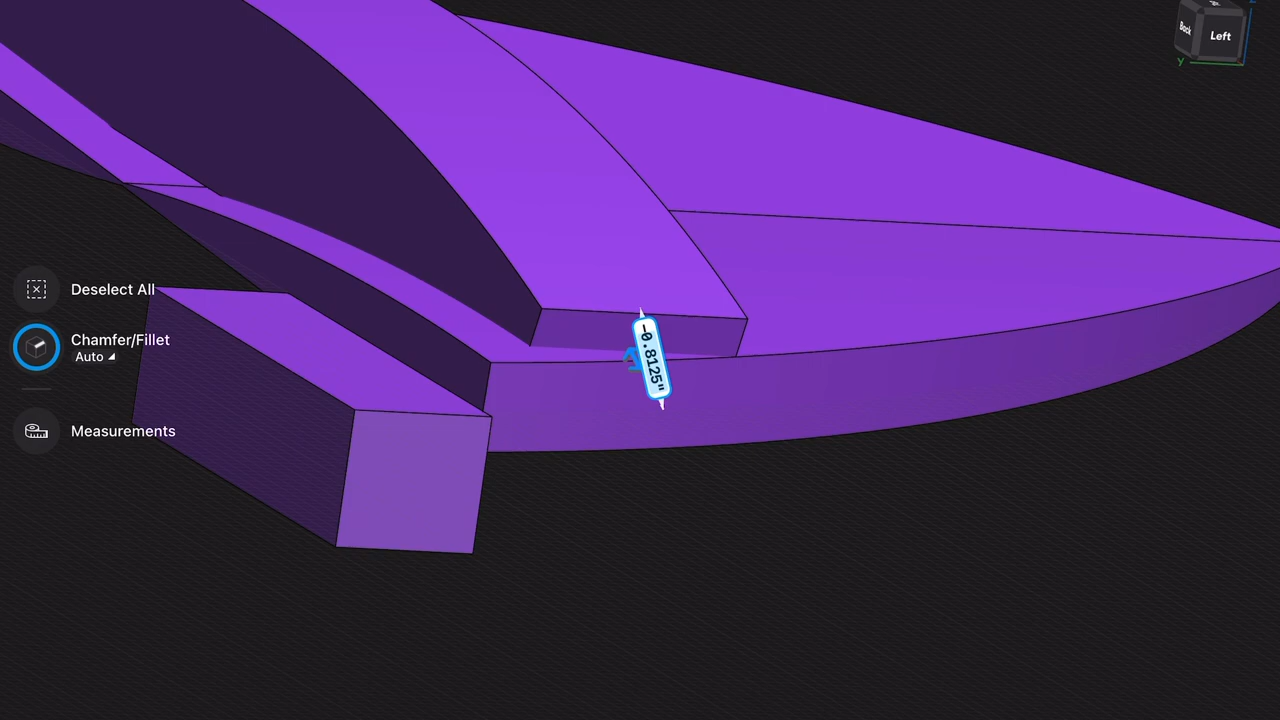 Back
Left
Y
Deselect All
Chamfer/Fillet
Auto
-0.8125"
Measurements